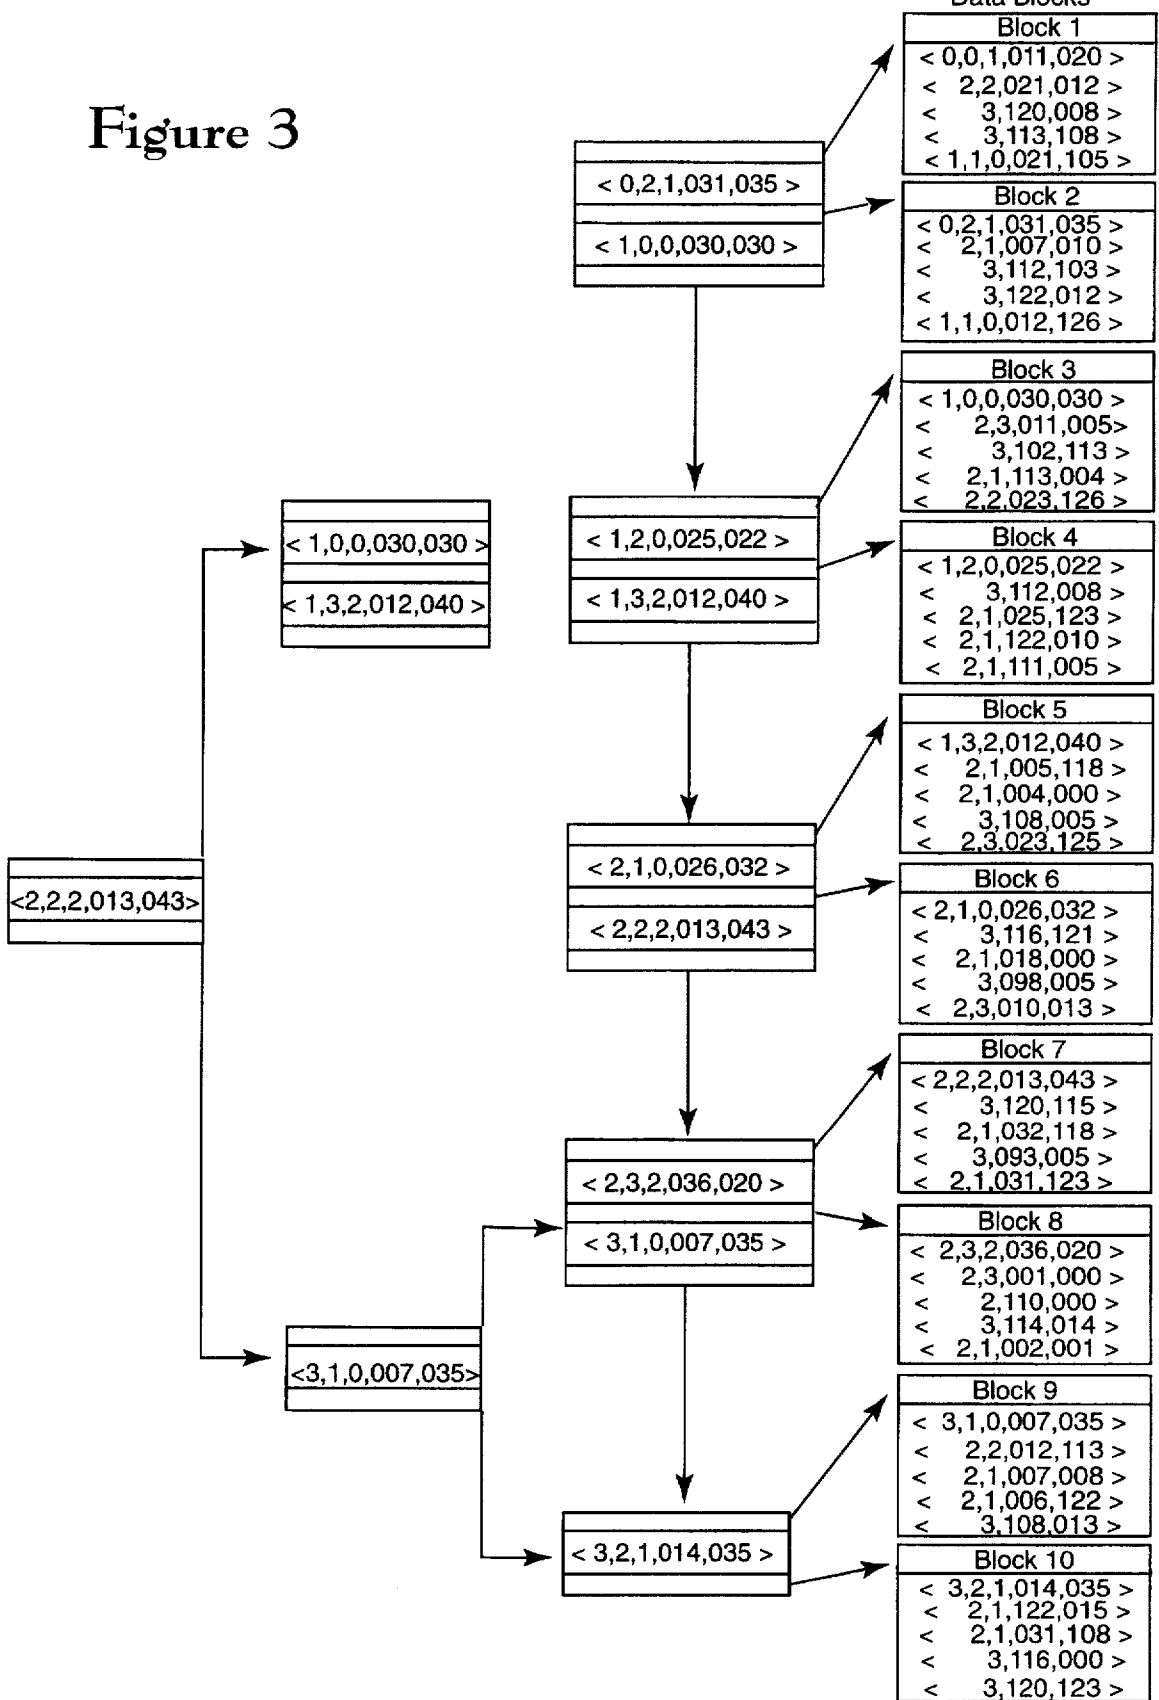 Data Blocks
Figure 3
<2,2,2,013,043>
< 1,0,0,030,030 >
< 1,3,2,012,040 >
<3,1,0,007,035>
< 0,2,1,031,035 >
< 1,0,0,030,030 >
< 1,2,0,025,022 >
< 1,3,2,012,040 >
< 2,1,0,026,032 >
< 2,2,2,013,043 >
< 2,3,2,036,020 >
< 3,1,0,007,035 >
< 3,2,1,014,035 >
Block 1
< 0,0,1,011,020 >
< 2,2,021,012 >
< 3,120,008 >
< 3,113,108 >
< 1,1,0,021,105 >
Block 2
< 0,2,1,031,035 >
< 2,1,007,010 >
< 3,112,103 >
< 3,122,012 >
< 1,1,0,012,126 >
Block 3
< 1,0,0,030,030 >
< 2,3,011,005>
< 3,102,113 >
< 2,1,113,004 >
< 2,2,023,126 >
Block 4
< 1,2,0,025,022 >
< 3,112,008 >
< 2,1,025,123 >
< 2,1,122,010 >
< 2,1,111,005 >
Block 5
< 1,3,2,012,040 >
< 2,1,005,118 >
< 2,1,004,000 >
< 3,108,005 >
< 2,3,023,125 >
Block 6
< 2,1,0,026,032 >
< 3,116,121 >
< 2,1,018,000 >
< 3,098,005 >
< 2,3,010,013 >
Block 7
< 2,2,2,013,043 >
< 3,120,115 >
< 2,1,032,118 >
< 3,093,005 >
< 2,1,031,123 >
Block 8
< 2,3,2,036,020 >
< 2,3,001,000 >
< 2,110,000 >
< 3,114,014 >
< 2,1,002,001 >
Block 9
< 3,1,0,007,035 >
< 2,2,012,113 >
< 2,1,007,008 >
< 2,1,006,122 >
< 3,108,013 >
Block 10
< 3,2,1,014,035 >
< 2,1,122,015 >
< 2,1,031,108 >
< 3,116,000 >
< 3,120,123 >